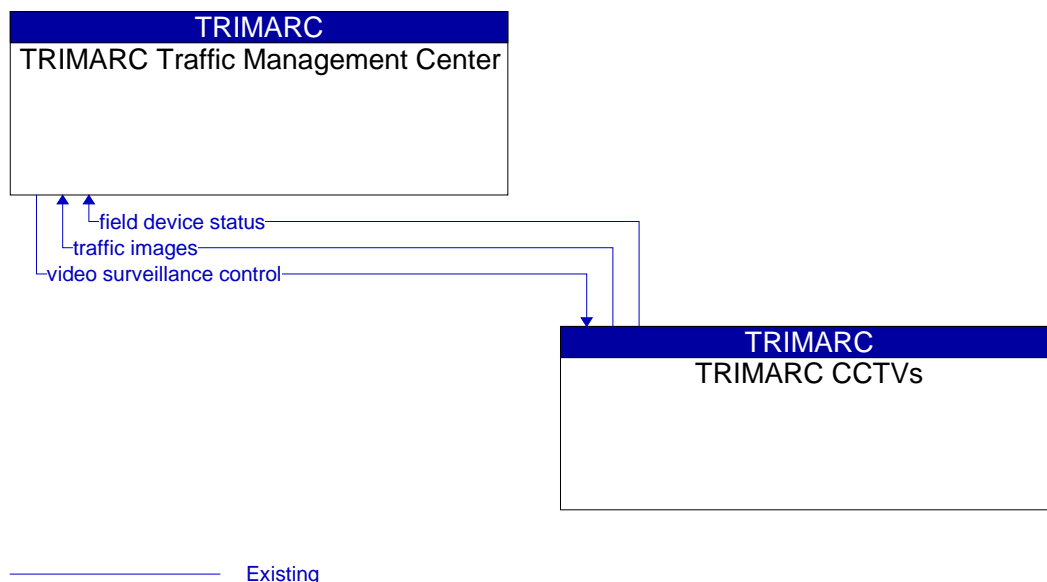 TRIMARC
TRIMARC Traffic Management Center
field device status
traffic images
video surveillance control
TRIMARC
TRIMARC CCTVs
Existing